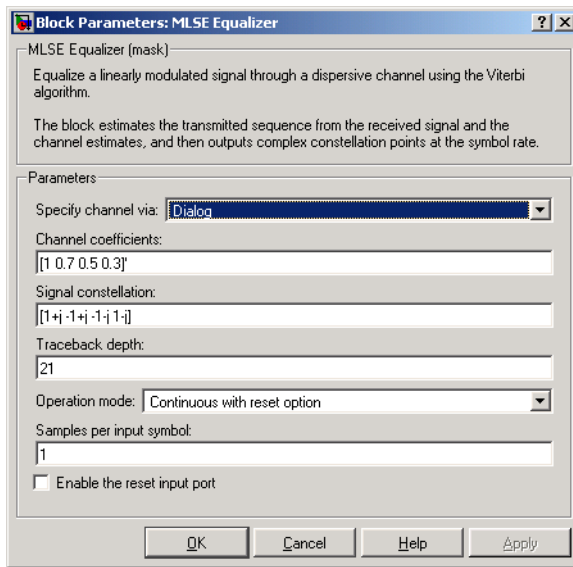 Block Parameters: MLSE Equalizer
MLSE Equalizer (mask)
Equalize a linearly modulated signal through a dispersive channel using the Viterbi
algorithm.
The block estimates the transmitted sequence from the received signal and the
channel estimates, and then outputs complex constellation points at the symbol rate.
Parameters
Specify channel via: Dialog
Channel coefficients:
[1 0.7 0.5 0.3]'
Signal constellation:
[1+j -1+j -1-j 1-j]
Traceback depth:
21
Operation mode: Continuous with reset option
Samples per input symbol:
1
Enable the reset input port
OK Cancel Help Apply